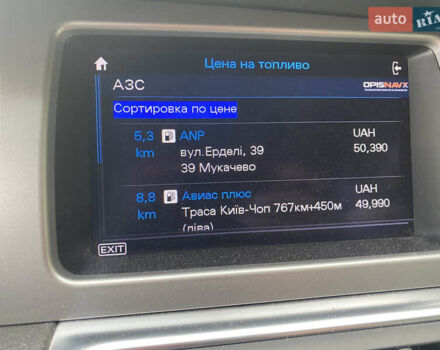 auto RIA
Цена на топливо
АЗС
OPISNAVX
Сортировка по цене
5,3 km ANP UAH
вул.Ерделі, 39 50,390
39 Мукачево
8,8 km Авиас плюс UAH
Траса Київ-Чоп 767км+450м 49,990
(ліва)
EXIT